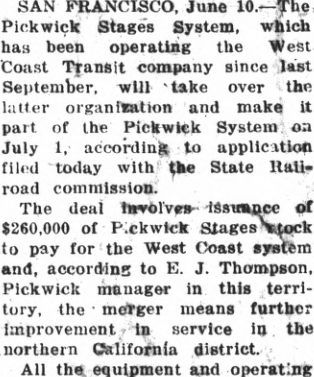 SAN FRANCISCO, June 10.—The
Pickwick Stages System, which
has been operating the West
Coast Transit company since last
September, will take over the
latter organization and make it
part of the Pickwick System on
July 1, according to application
filed today with the State Rail-
road commission.
The deal involves issuance of
$260,000 of Pickwick Stages stock
to pay for the West Coast system
and, according to E. J. Thompson,
Pickwick manager in this terri-
tory, the merger means further
improvement in service in the
northern California district.
All the equipment and operating